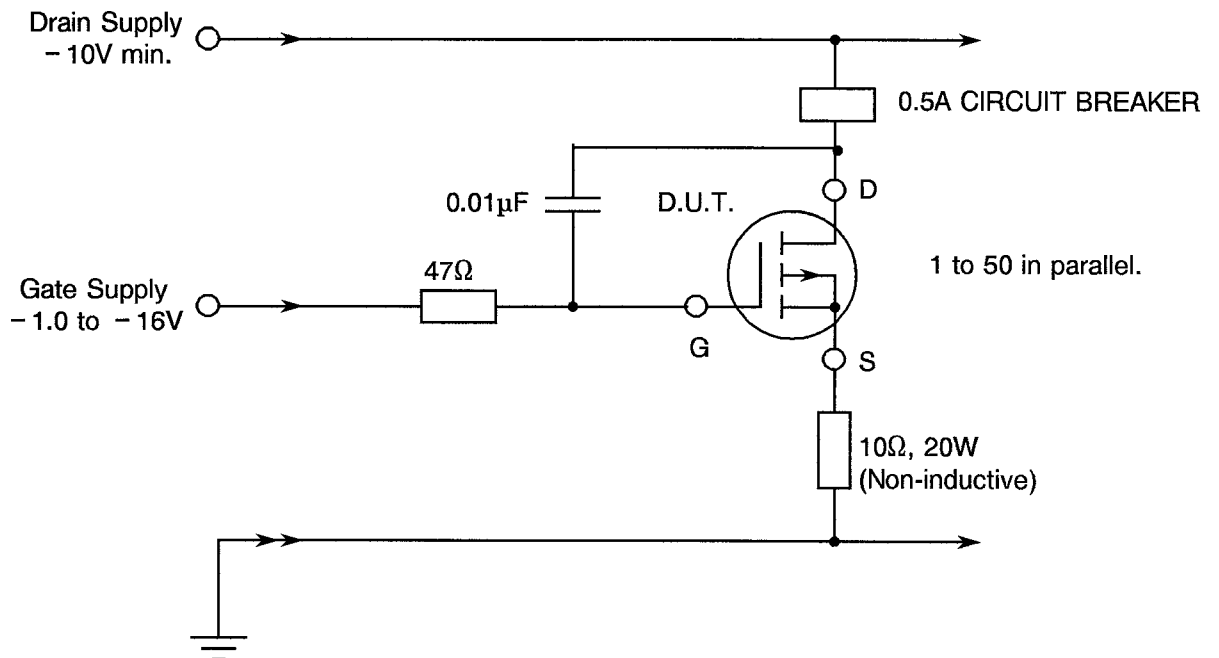 Drain Supply
− 10V min.
0.5A CIRCUIT BREAKER
D
0.01µF
D.U.T.
1 to 50 in parallel.
47Ω
Gate Supply
− 1.0 to − 16V
G
S
10Ω, 20W
(Non-inductive)